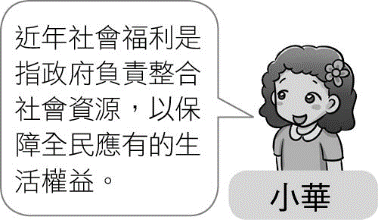 近年社會福利是
指政府負責整合
社會資源，以保
障全民應有的生
活權益。
小華